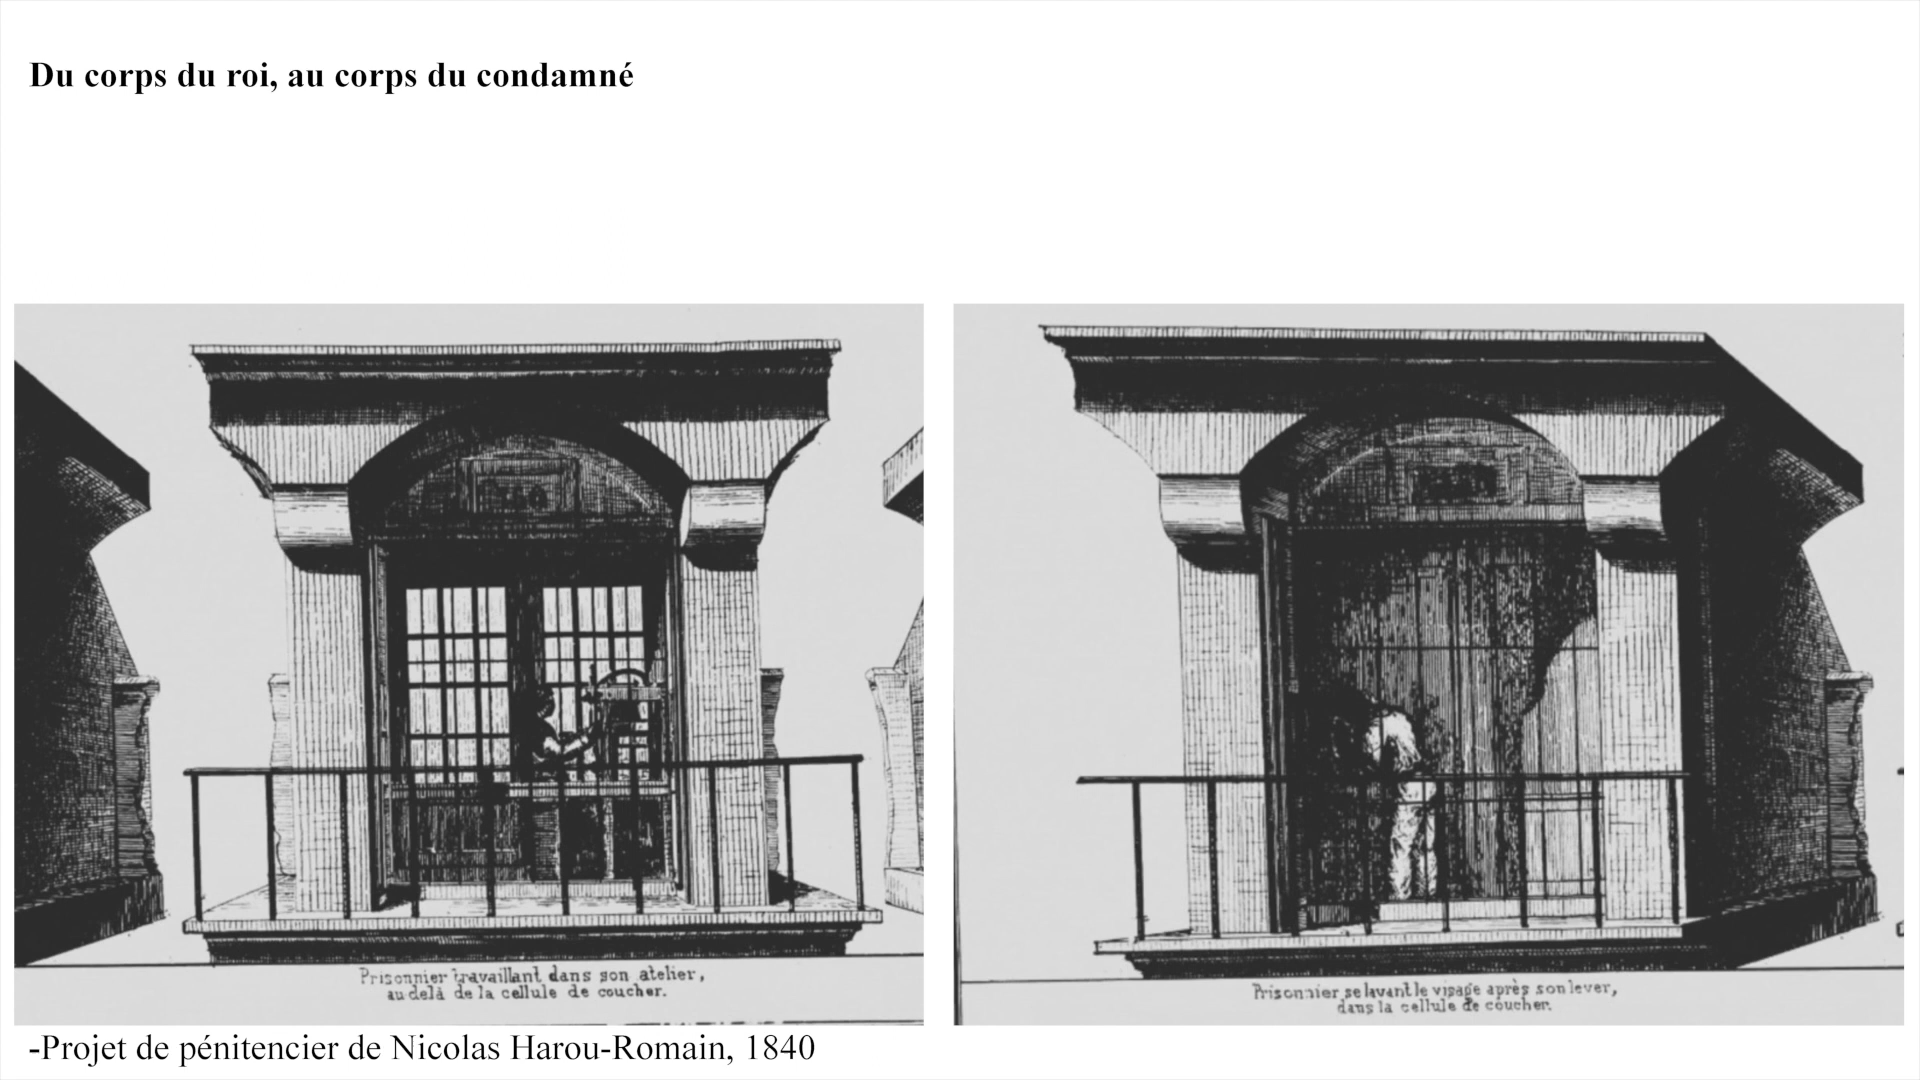 Du corps du roi, au corps du condamné
Prisonnier travaillant dans son atelier,
au delà de la cellule de coucher.
Prisonnier se lavant le visage après son lever,
dans la cellule de coucher.
-Projet de pénitencier de Nicolas Harou-Romain, 1840